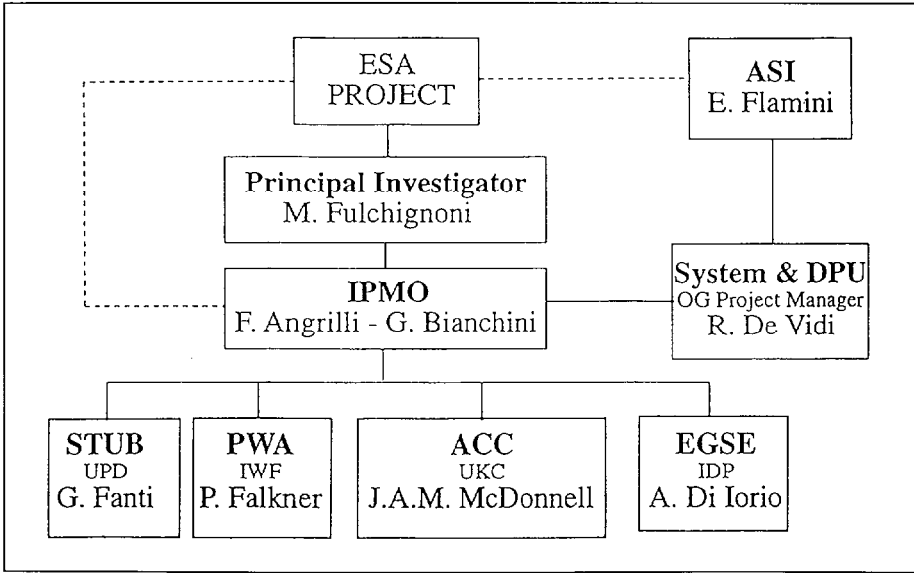 ESA
PROJECT
ASI
E. Flamini
Principal Investigator
M. Fulchignoni
IPMO
F. Angrilli - G. Bianchini
System & DPU
OG Project Manager
R. De Vidi
STUB
UPD
G. Fanti
PWA
IWF
P. Falkner
ACC
UKC
J.A.M. McDonnell
EGSE
IDP
A. Di Iorio